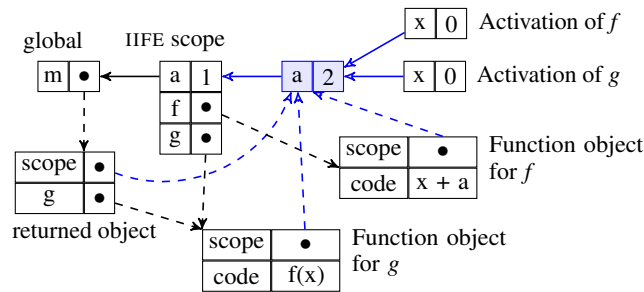 x 0 Activation of f
global
IIFE scope
m
a 1
a 2
x 0 Activation of g
f
g
scope
g
returned object
scope
code x + a
Function object
for f
scope
code f(x)
Function object
for g